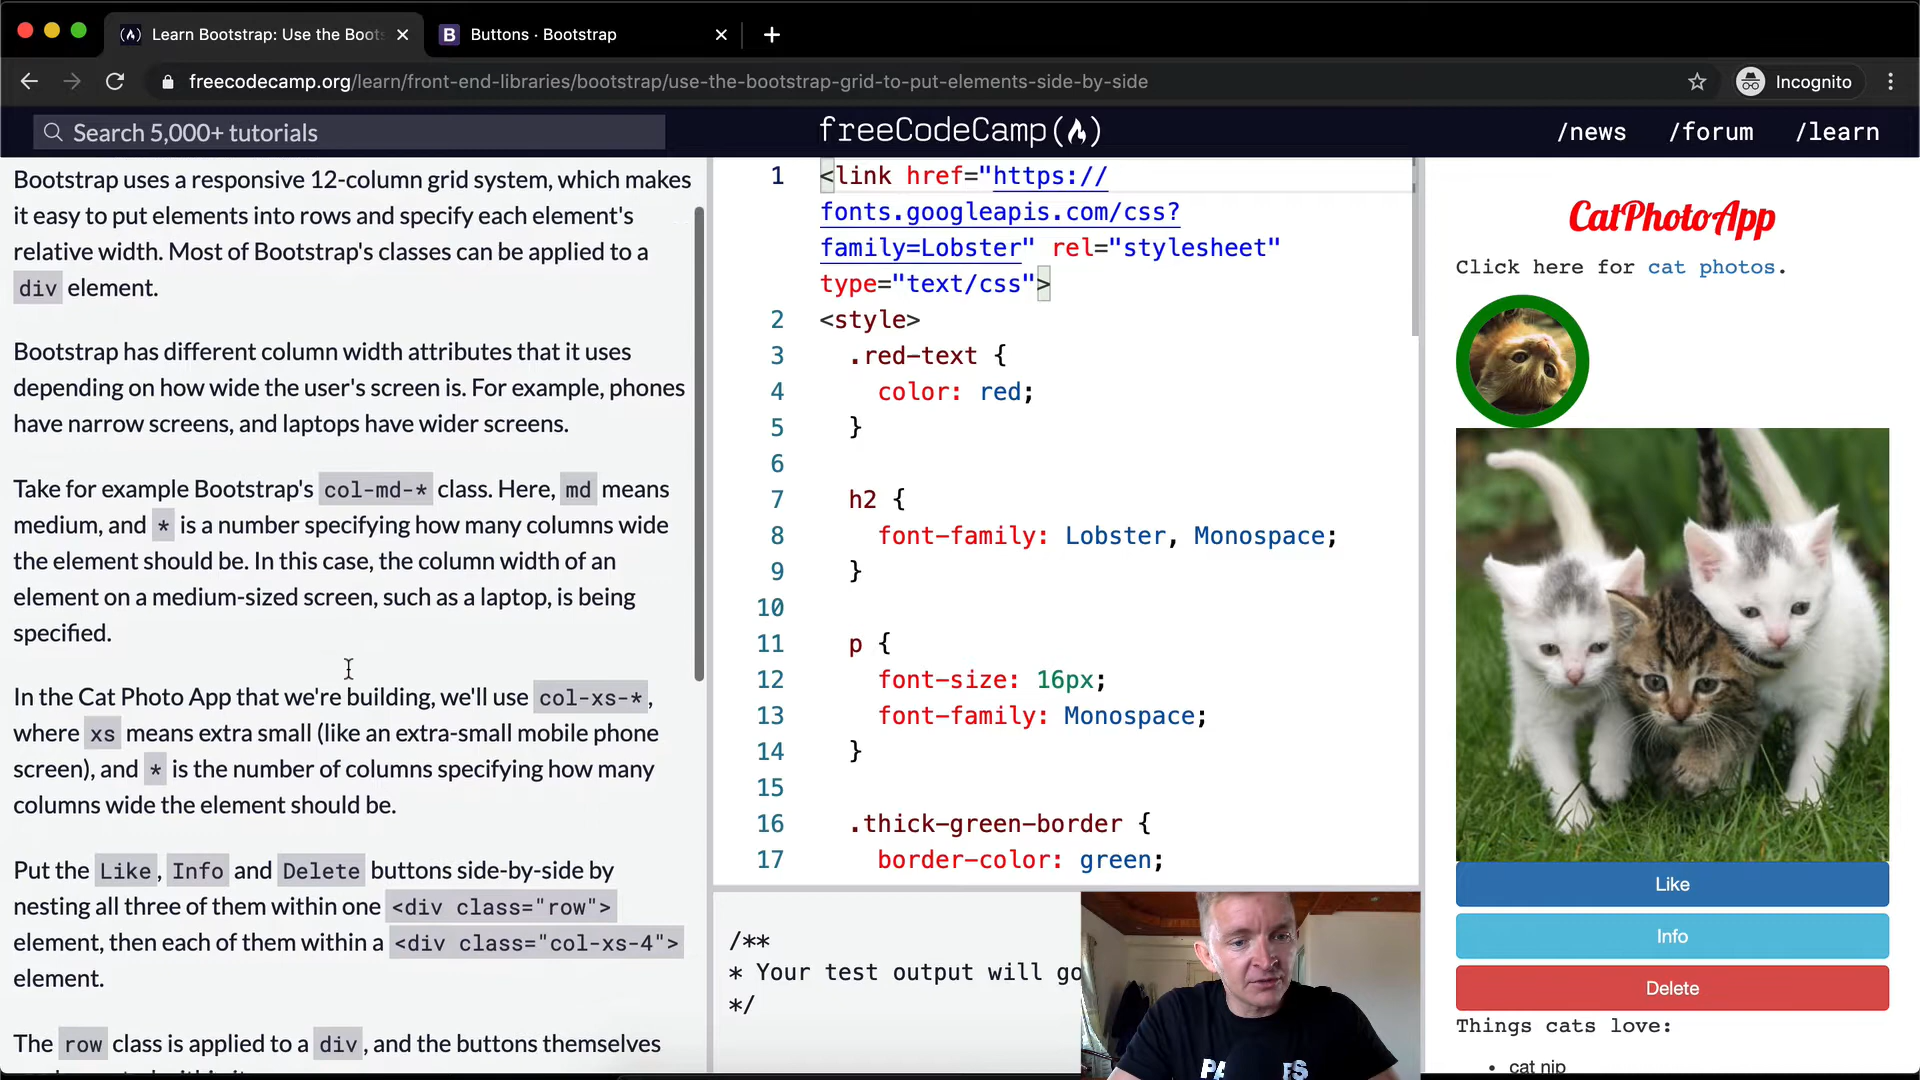 Learn Bootstrap: Use the Boots
Buttons · Bootstrap
freecodecamp.org/learn/front-end-libraries/bootstrap/use-the-bootstrap-grid-to-put-elements-side-by-side
Incognito
Search 5,000+ tutorials
freeCodeCamp
/news
/forum
/learn
Bootstrap uses a responsive 12-column grid system, which makes
it easy to put elements into rows and specify each element's
relative width. Most of Bootstrap's classes can be applied to a
div element.
Bootstrap has different column width attributes that it uses
depending on how wide the user's screen is. For example, phones
have narrow screens, and laptops have wider screens.
Take for example Bootstrap's col-md-* class. Here, md means
medium, and * is a number specifying how many columns wide
the element should be. In this case, the column width of an
element on a medium-sized screen, such as a laptop, is being
specified.
In the Cat Photo App that we're building, we'll use col-xs-*,
where xs means extra small (like an extra-small mobile phone
screen), and * is the number of columns specifying how many
columns wide the element should be.
Put the Like, Info and Delete buttons side-by-side by
nesting all three of them within one <div class="row">
element, then each of them within a <div class="col-xs-4">
element.
The row class is applied to a div, and the buttons themselves
1 <link href="https://
fonts.googleapis.com/css?
family=Lobster" rel="stylesheet"
type="text/css">
2 <style>
3 .red-text {
4 color: red;
5 }
6
7 h2 {
8 font-family: Lobster, Monospace;
9 }
10
11 p {
12 font-size: 16px;
13 font-family: Monospace;
14 }
15
16 .thick-green-border {
17 border-color: green;
/**
* Your test output will go
*/
CatPhotoApp
Click here for cat photos.
Like
Info
Delete
Things cats love:
• cat nip